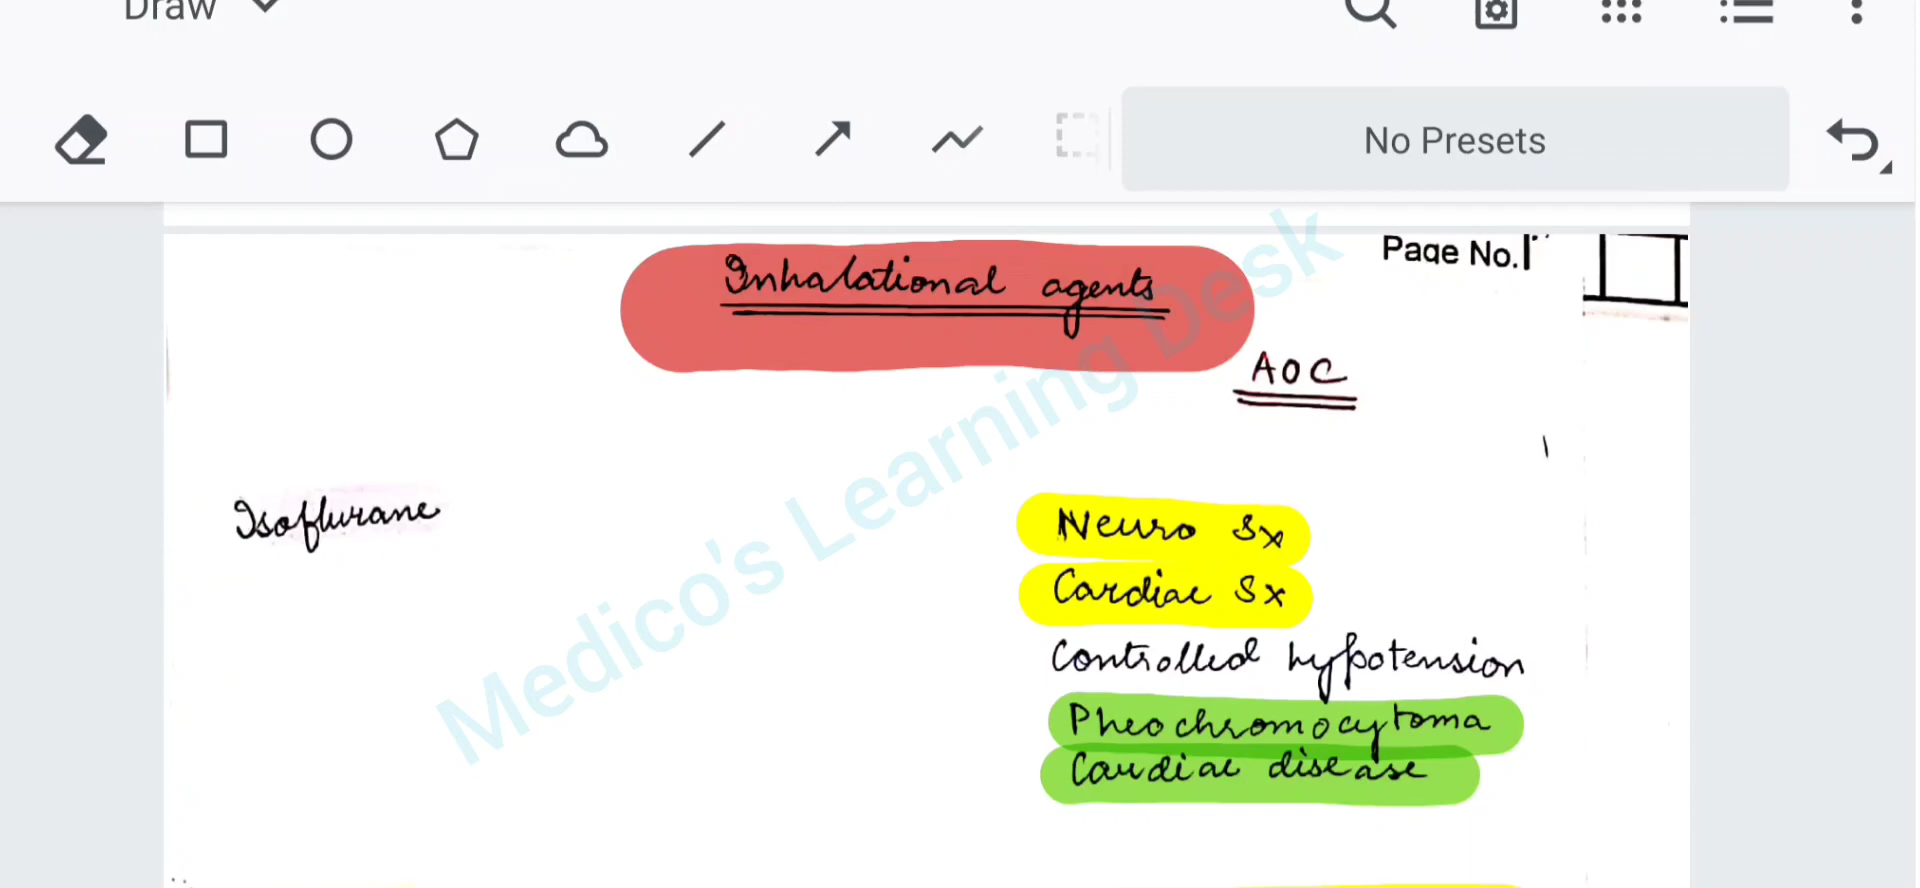 Draw
No Presets
Page No.
Inhalational agents
AOC
Isoflurane
Neuro Sx
Cardiac Sx
Controlled hypotension
Pheochromocytoma
Cardiac disease
Medico's Learning Desk